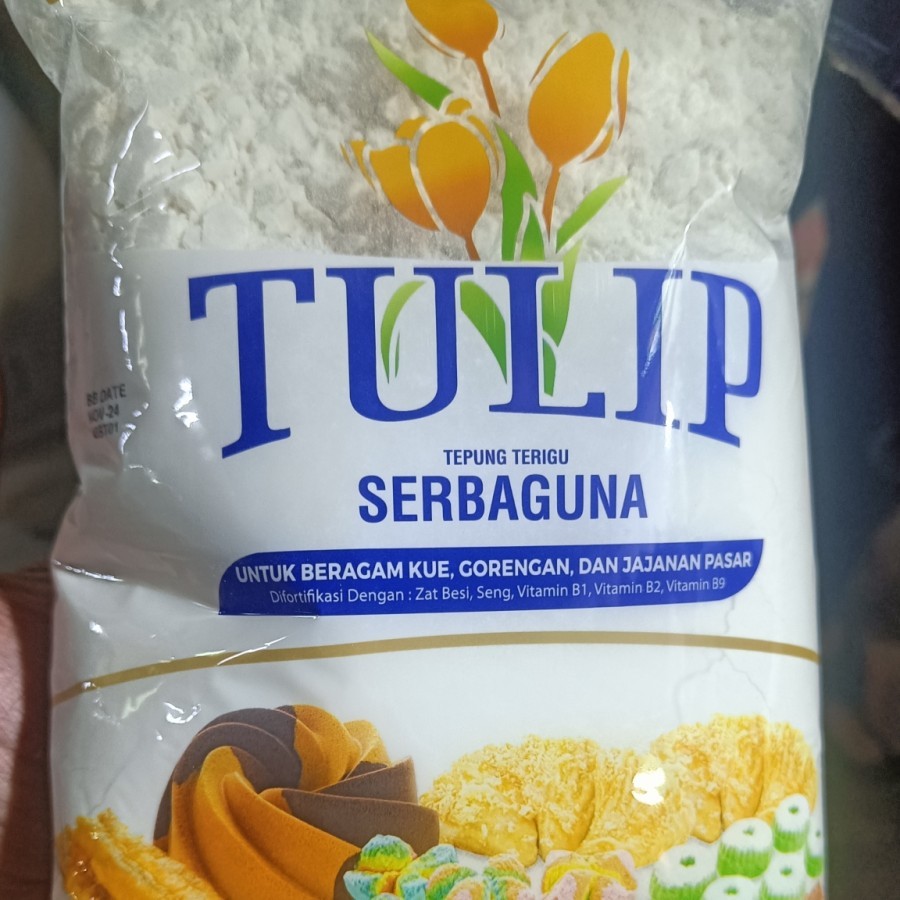 TULIP
BB DATE
NOV-24
TEPUNG TERIGU
SERBAGUNA
UNTUK BERAGAM KUE, GORENGAN, DAN JAJANAN PASAR
Difortifikasi Dengan : Zat Besi, Seng, Vitamin B1, Vitamin B2, Vitamin B9